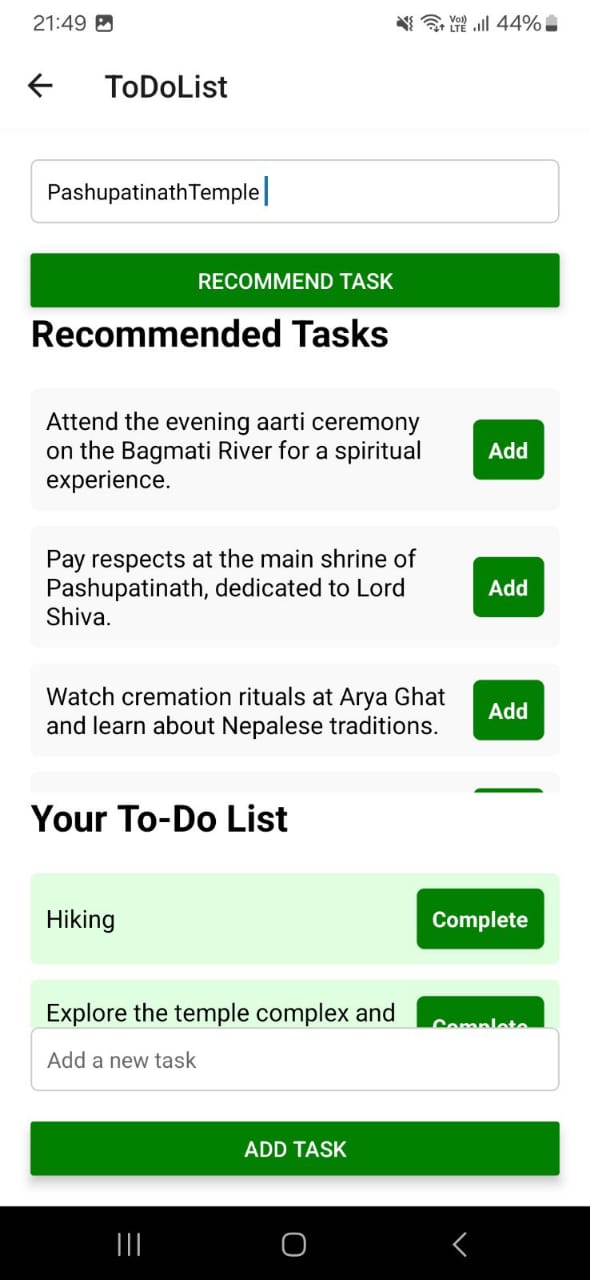 21:49 Vo)) LTE 44%
ToDoList
PashupatinathTemple
RECOMMEND TASK
Recommended Tasks
Attend the evening aarti ceremony
on the Bagmati River for a spiritual
experience.
Add
Pay respects at the main shrine of
Pashupatinath, dedicated to Lord
Shiva.
Add
Watch cremation rituals at Arya Ghat
and learn about Nepalese traditions.
Add
Your To-Do List
Hiking
Complete
Explore the temple complex and
Complete
Add a new task
ADD TASK